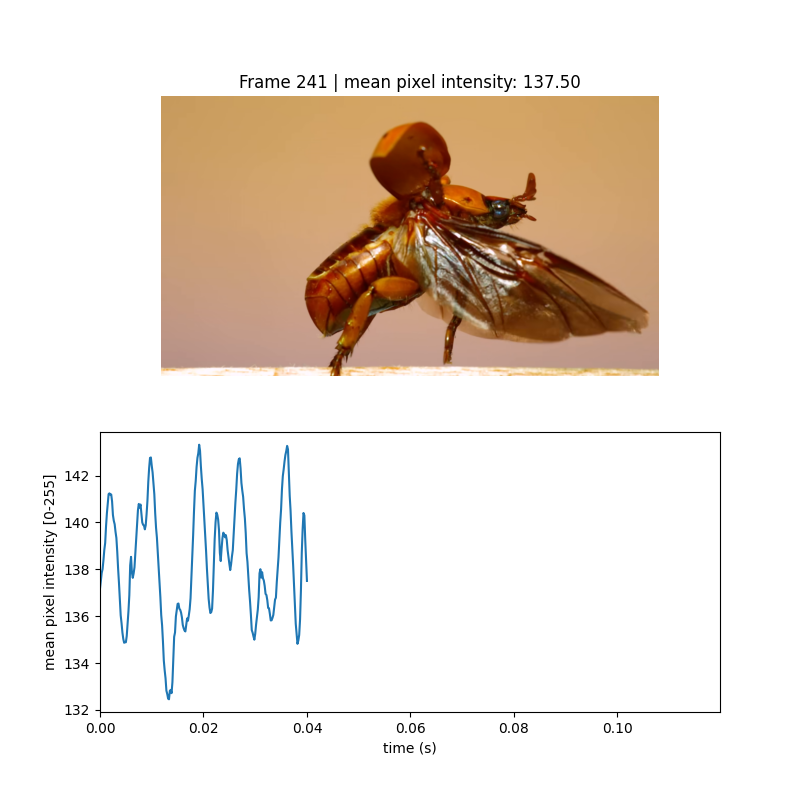 Frame 241 | mean pixel intensity: 137.50
142
140
138
136
134
132
mean pixel intensity [0-255]
0.00 0.02 0.04 0.06 0.08 0.10
time (s)